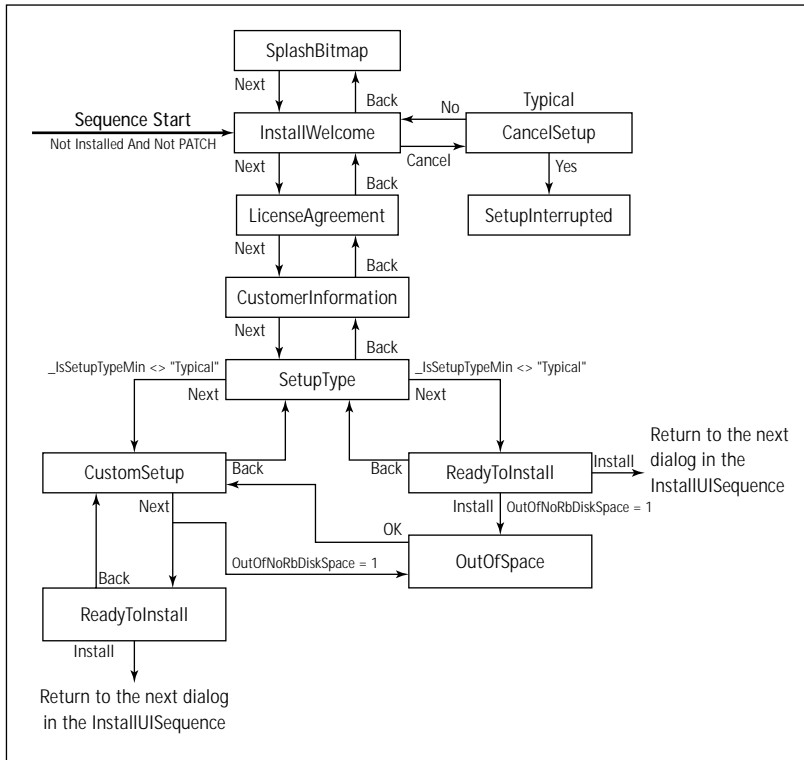 SplashBitmap
Next
Back
No
Typical
Sequence Start
Not Installed And Not PATCH
InstallWelcome
CancelSetup
Cancel
Next
Back
Yes
LicenseAgreement
SetupInterrupted
Next
Back
CustomerInformation
Next
Back
_IsSetupTypeMin <> "Typical"
_IsSetupTypeMin <> "Typical"
SetupType
Next
Next
Return to the next
dialog in the
InstallUISequence
CustomSetup
Back
Back
ReadyToInstall
Install
Next
Install
OutOfNoRbDiskSpace = 1
OK
OutOfSpace
OutOfNoRbDiskSpace = 1
Back
ReadyToInstall
Install
Return to the next dialog
in the InstallUISequence